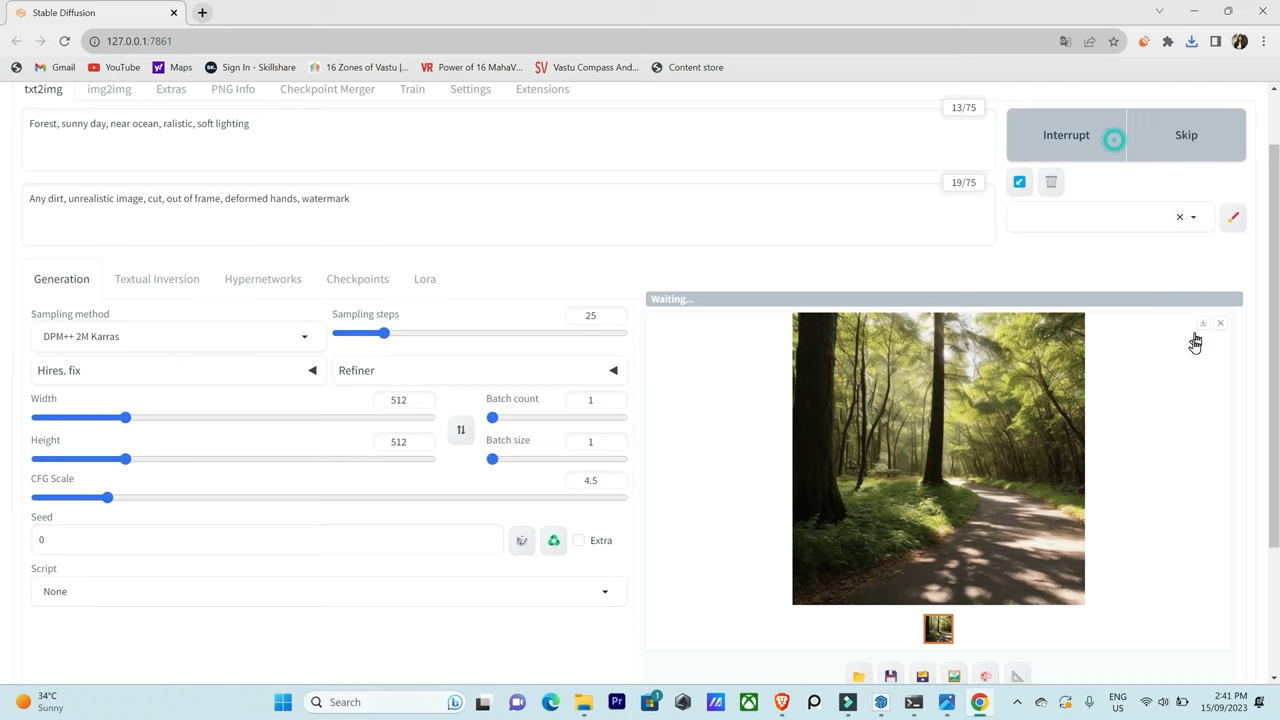 Stable Diffusion
127.0.0.1:7861
Gmail YouTube Maps Sign In - Skillshare 16 Zones of Vastu |... Power of 16 MahaV... Vastu Compass And... Content store
txt2img img2img Extras PNG Info Checkpoint Merger Train Settings Extensions
13/75
Forest, sunny day, near ocean, ralistic, soft lighting
Interrupt Skip
19/75
Any dirt, unrealistic image, cut, out of frame, deformed hands, watermark
Generation Textual Inversion Hypernetworks Checkpoints Lora
Waiting...
Sampling method Sampling steps 25
DPM++ 2M Karras
Hires. fix Refiner
Width 512 Batch count 1
Height 512 Batch size 1
CFG Scale 4.5
Seed
0 Extra
Script
None
34°C
Sunny
Search
ENG
US
2:41 PM
15/09/2023